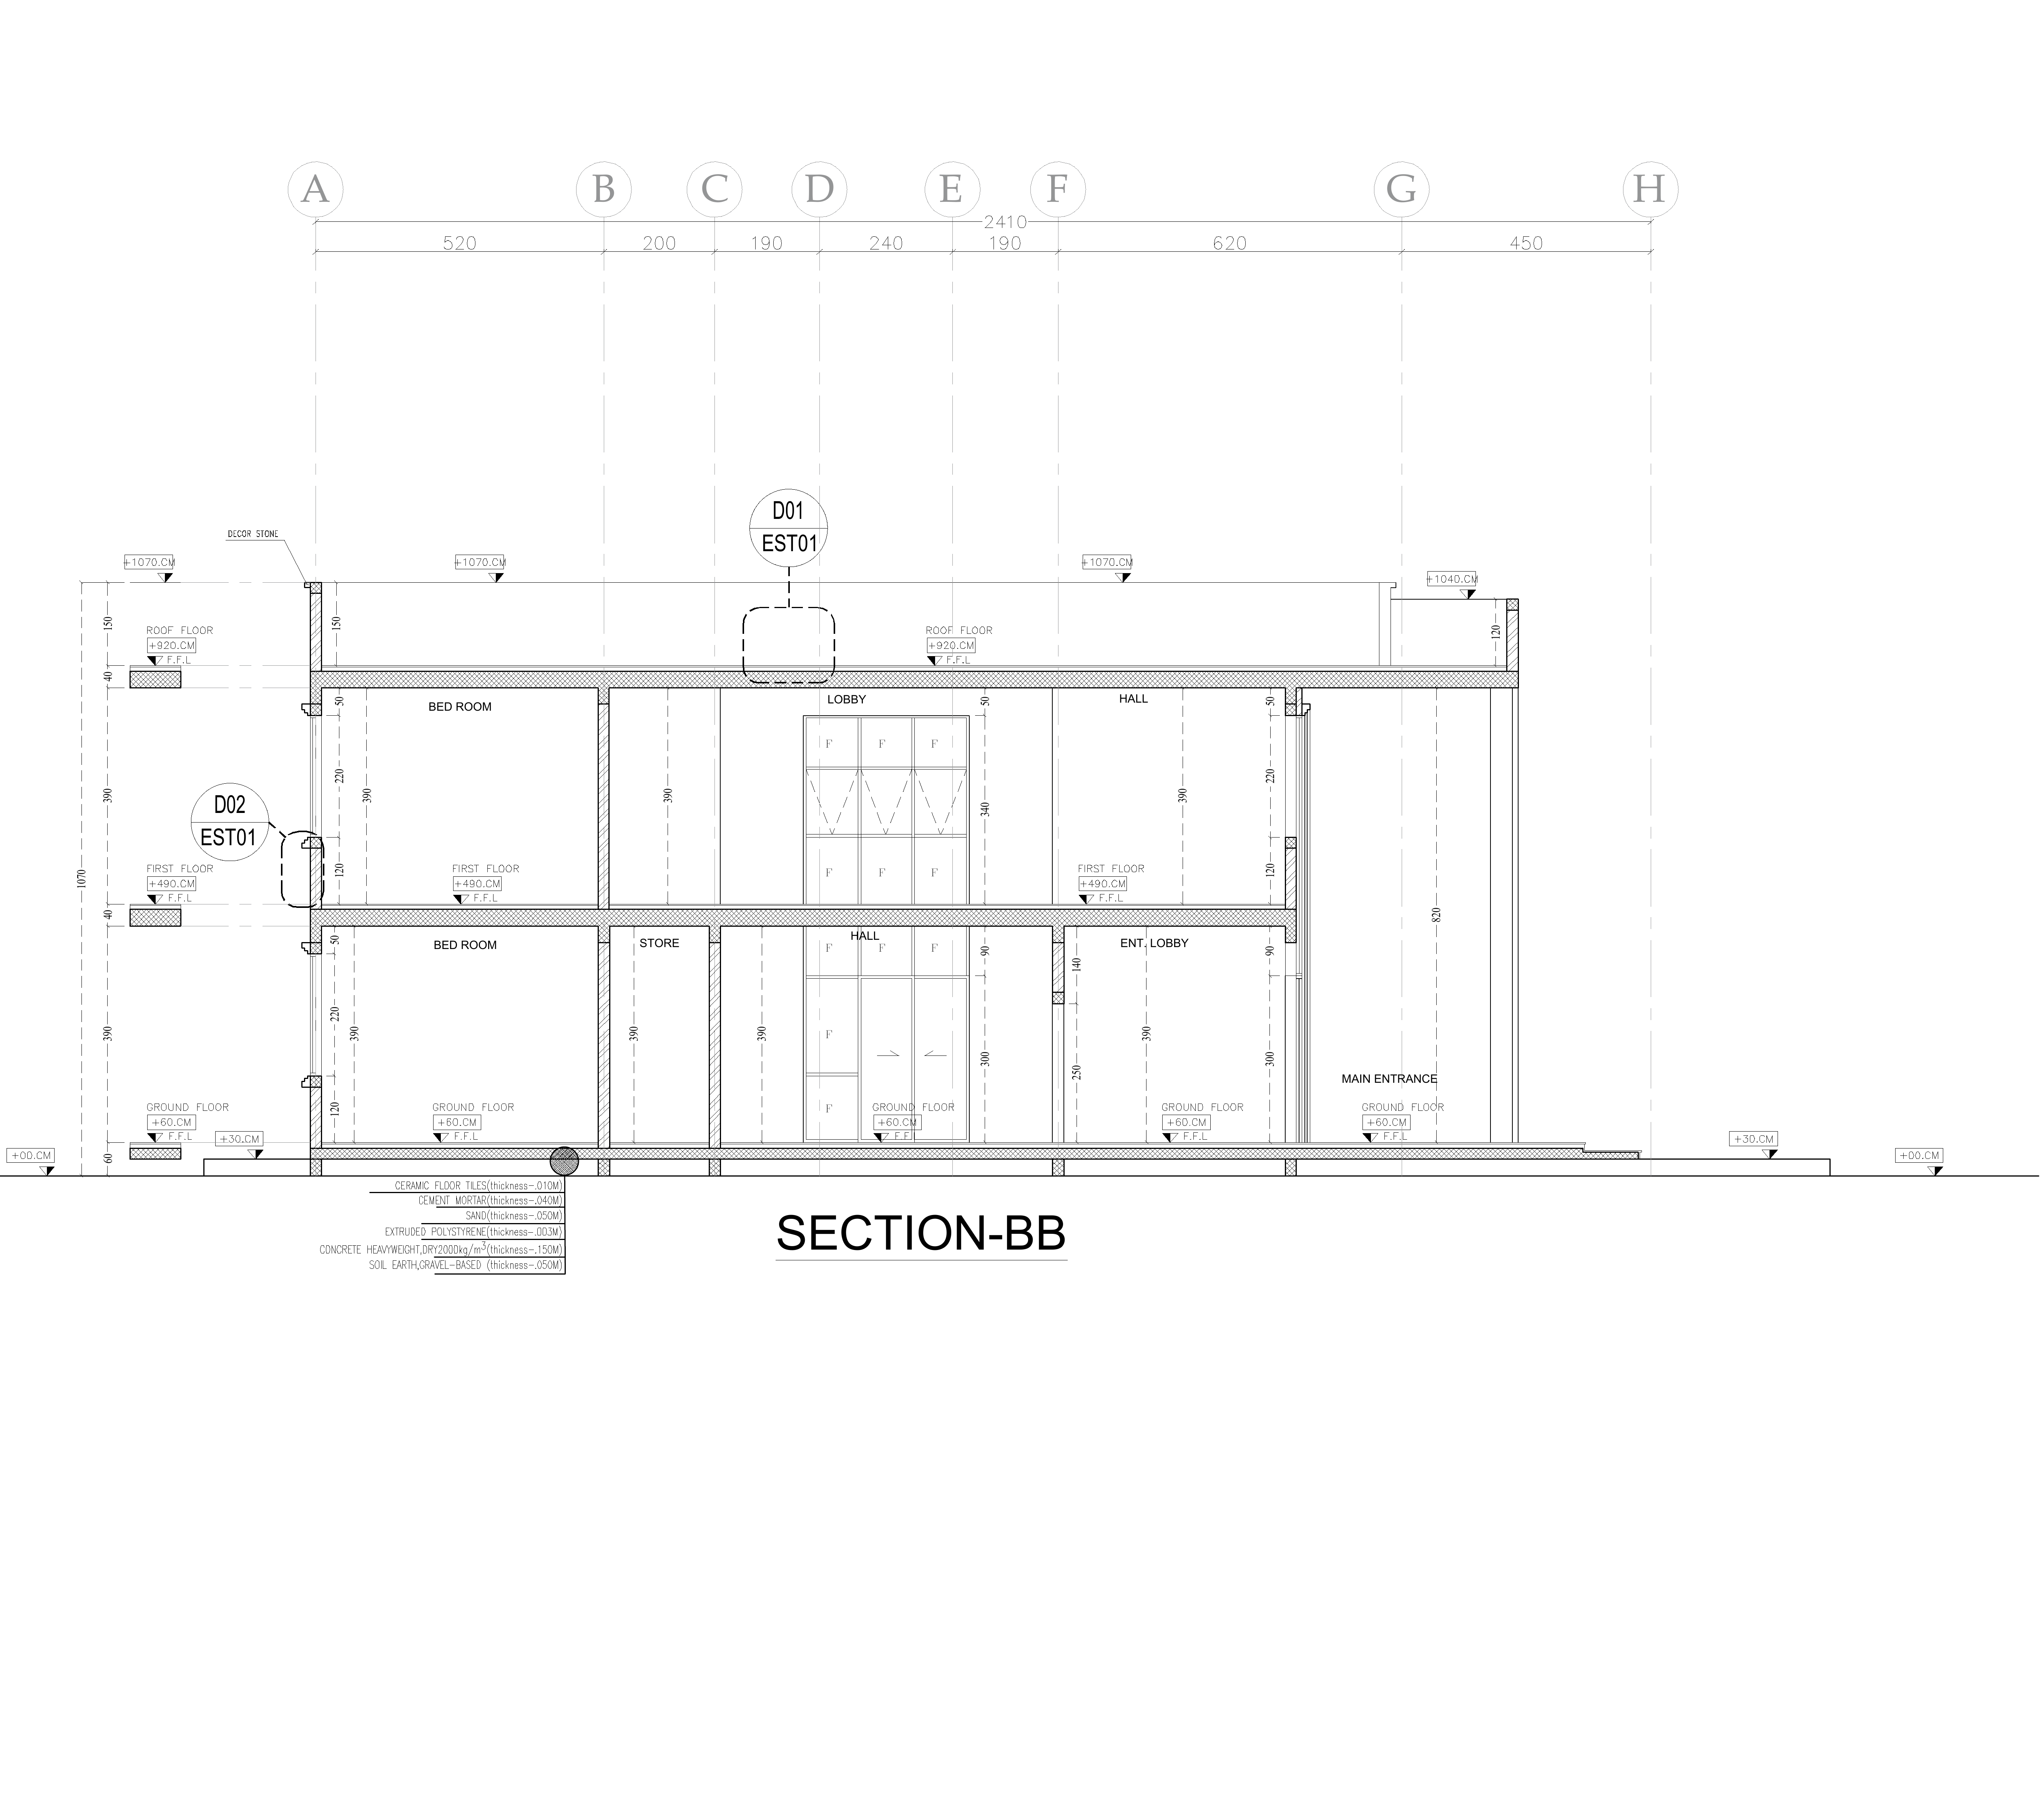 A B C D E F G H
2410
520 200 190 240 190 620 450
D01
EST01
DECOR STONE
+1070.CM +1070.CM +1070.CM
+1040.CM
150 150 120
ROOF FLOOR ROOF FLOOR
+920.CM +920.CM
F.F.L F.F.L
40
BED ROOM LOBBY HALL
50 50 50
F F F
220 220
390 390 390 390
340
D02
EST01
120 120
FIRST FLOOR FIRST FLOOR FIRST FLOOR
+490.CM +490.CM +490.CM
F.F.L F.F.L F.F.L
F F F
1070
40
820
BED ROOM STORE HALL ENT. LOBBY
50 90 140 90
F F F
220
390 390 390 390 390
F
300 250 300
MAIN ENTRANCE
120
GROUND FLOOR GROUND FLOOR GROUND FLOOR GROUND FLOOR GROUND FLOOR
+60.CM +60.CM +60.CM +60.CM +60.CM
F.F.L F.F.L F.F.L F.F.L F.F.L
F
+30.CM +30.CM
60
+00.CM +00.CM
CERAMIC FLOOR TILES(thickness-.010M)
CEMENT MORTAR(thickness-.040M)
SAND(thickness-.050M)
EXTRUDED POLYSTYRENE(thickness-.003M)
CONCRETE HEAVYWEIGHT,DRY2000kg/m³(thickness-.150M)
SOIL EARTH,GRAVEL-BASED (thickness-.050M)
SECTION-BB